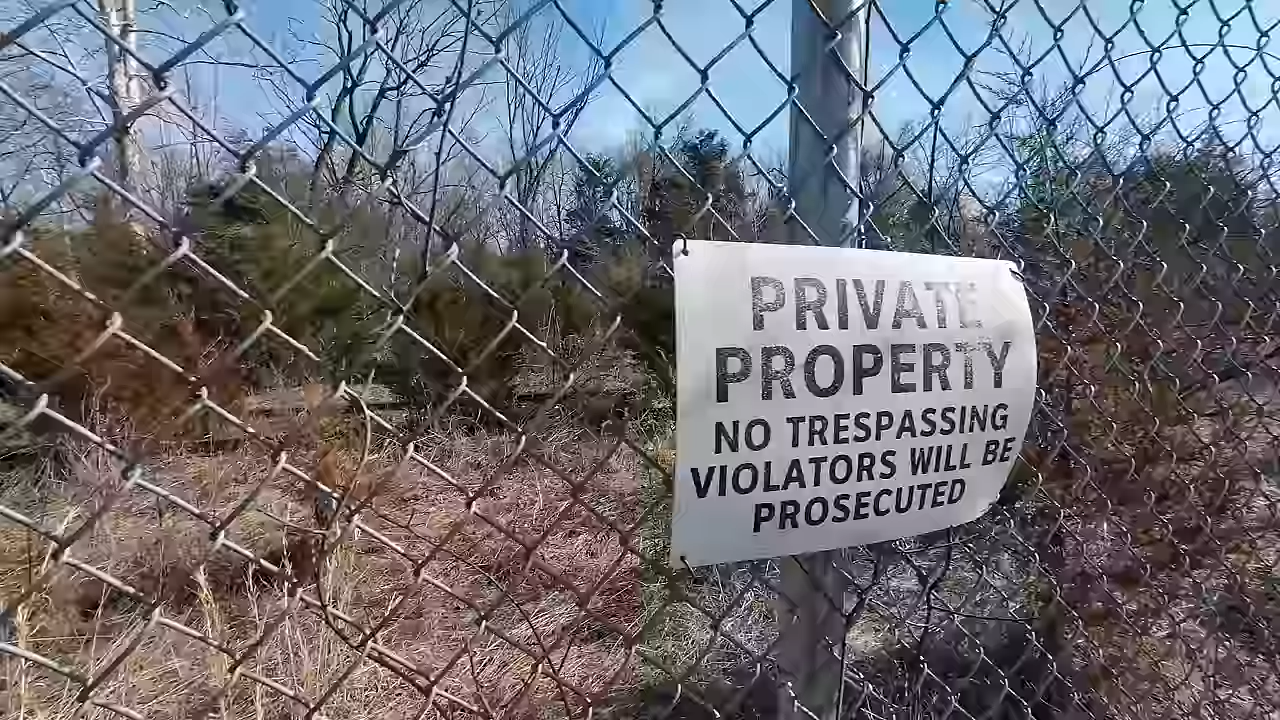 PRIVATE
PROPERTY
NO TRESPASSING
VIOLATORS WILL BE
PROSECUTED